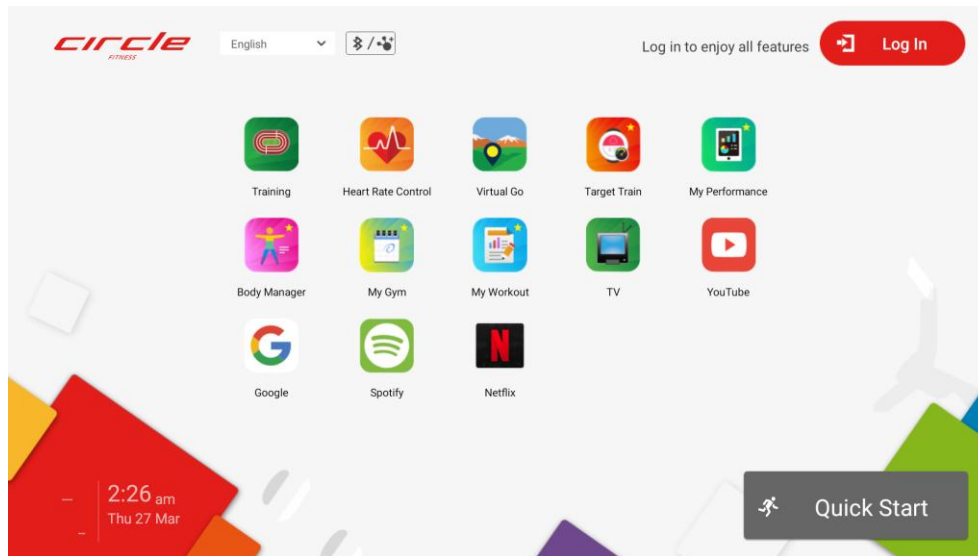 circle
FITNESS
English
Log in to enjoy all features
Log In
Training
Heart Rate Control
Virtual Go
Target Train
My Performance
Body Manager
My Gym
My Workout
TV
YouTube
Google
Spotify
N
Netflix
2:26 am
Thu 27 Mar
Quick Start